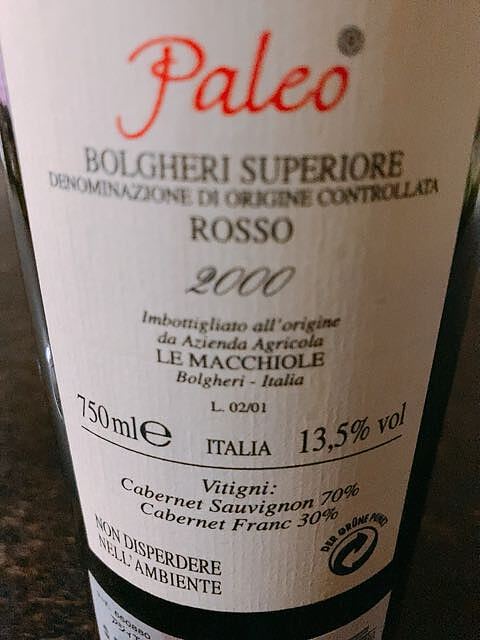 Paleo
BOLGHERI SUPERIORE
DENOMINAZIONE DI ORIGINE CONTROLLATA
ROSSO
2000
Imbottigliato all'origine
da Azienda Agricola
LE MACCHIOLE
Bolgheri - Italia
L. 02/01
750 ml e ITALIA 13,5% vol
Vitigni:
Cabernet Sauvignon 70%
Cabernet Franc 30%
NON DISPERDERE
NELL'AMBIENTE
DER GRÜNE PUNKT